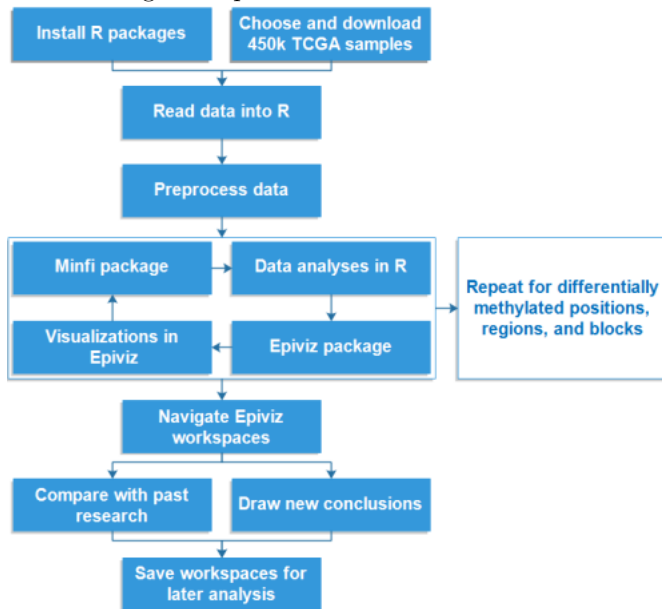 Install R packages
Choose and download
450k TCGA samples
Read data into R
Preprocess data
Minfi package
Data analyses in R
Repeat for differentially
methylated positions,
regions, and blocks
Visualizations in
Epiviz
Epiviz package
Navigate Epiviz
workspaces
Compare with past
research
Draw new conclusions
Save workspaces for
later analysis